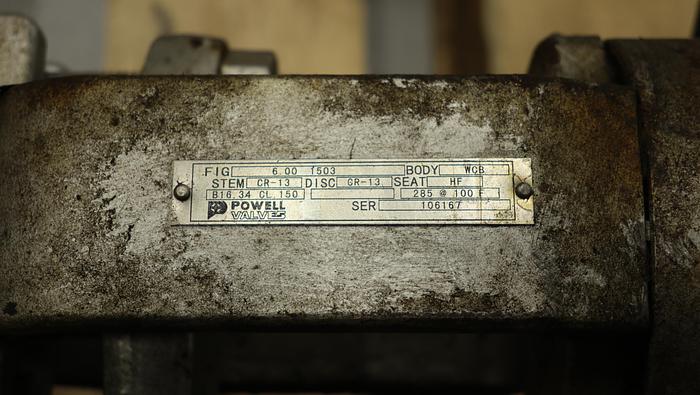 FIG 6.00 1503 BODY WCB
STEM CR-13 DISC CR-13 SEAT HF
B16.34 CL 150 285 @ 100 F
POWELL
VALVES SER 106167